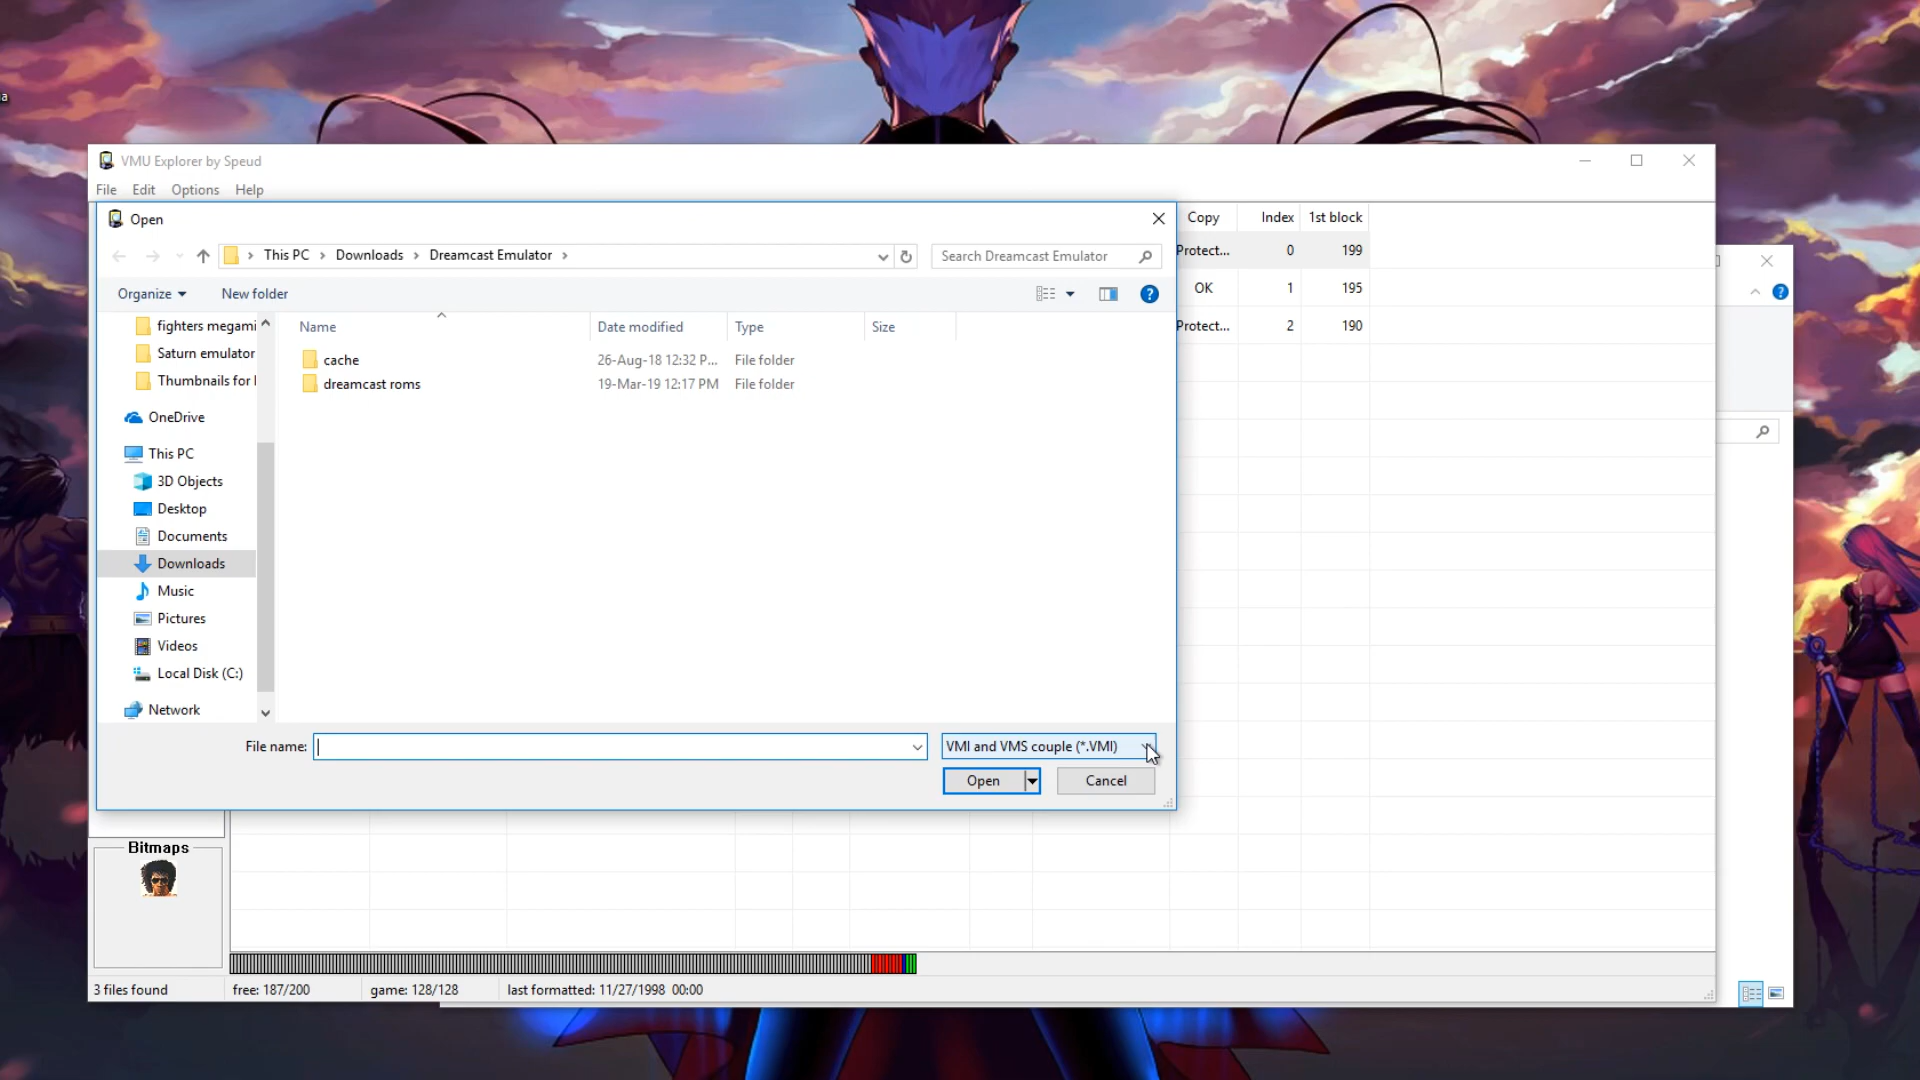 a
VMU Explorer by Speud
File Edit Options Help
Open
This PC Downloads Dreamcast Emulator
Search Dreamcast Emulator
Organize New folder
Name Date modified Type Size
cache 26-Aug-18 12:32 P... File folder
dreamcast roms 19-Mar-19 12:17 PM File folder
fighters megami
Saturn emulator
Thumbnails for
OneDrive
This PC
3D Objects
Desktop
Documents
Downloads
Music
Pictures
Videos
Local Disk (C:)
Network
File name: VMI and VMS couple (*.VMI)
Open Cancel
Copy Index 1st block
Protect... 0 199
OK 1 195
Protect... 2 190
Bitmaps
3 files found free: 187/200 game: 128/128 last formatted: 11/27/1998 00:00